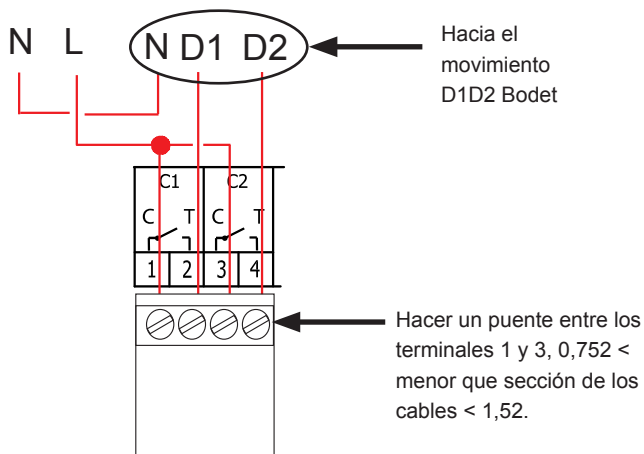 N L N D1 D2
Hacia el
movimiento
D1D2 Bodet
C1 C2
C T C T
1 2 3 4
Hacer un puente entre los
terminales 1 y 3, 0,752 <
menor que sección de los
cables < 1,52.